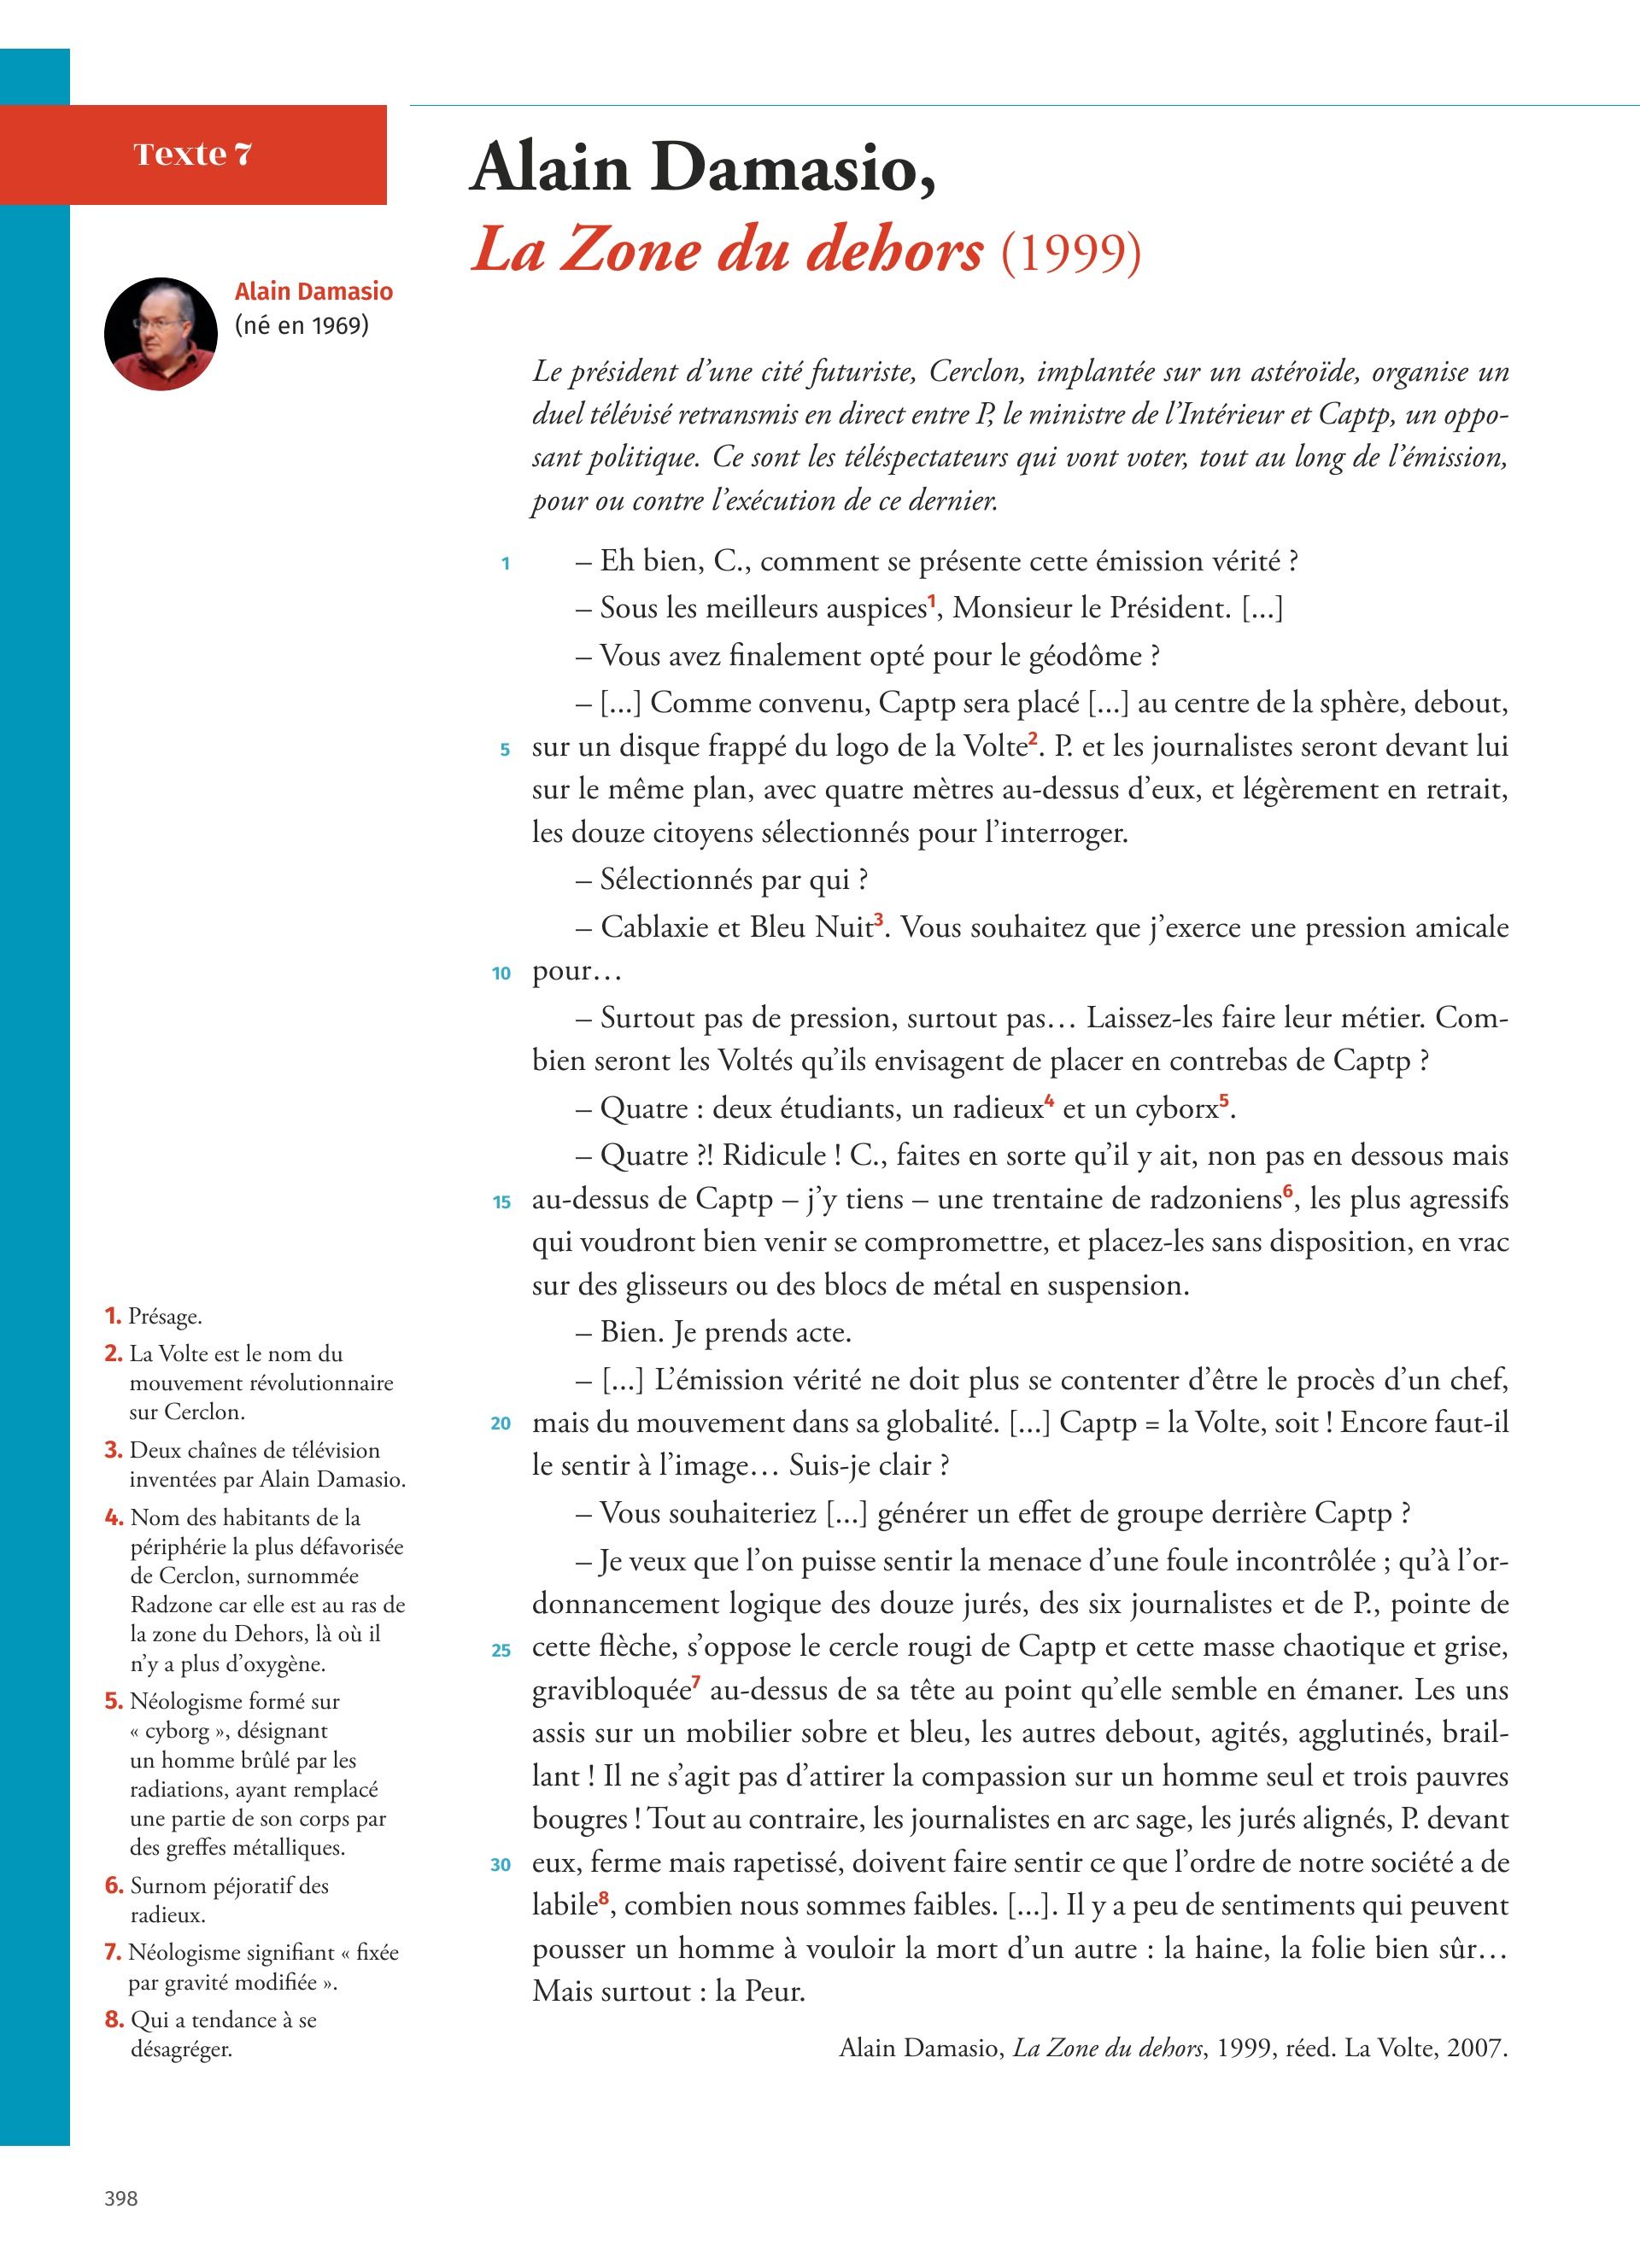 Texte 7
Alain Damasio,
La Zone du dehors (1999)
Alain Damasio
(né en 1969)
Le président d’une cité futuriste, Cerclon, implantée sur un astéroïde, organise un
duel télévisé retransmis en direct entre P, le ministre de l’Intérieur et Captp, un oppo-
sant politique. Ce sont les téléspectateurs qui vont voter, tout au long de l’émission,
pour ou contre l’exécution de ce dernier.
1 – Eh bien, C., comment se présente cette émission vérité ?
– Sous les meilleurs auspices1, Monsieur le Président. [...]
– Vous avez finalement opté pour le géodôme ?
– [...] Comme convenu, Captp sera placé [...] au centre de la sphère, debout,
5 sur un disque frappé du logo de la Volte2. P. et les journalistes seront devant lui
sur le même plan, avec quatre mètres au-dessus d’eux, et légèrement en retrait,
les douze citoyens sélectionnés pour l’interroger.
– Sélectionnés par qui ?
– Cablaxie et Bleu Nuit3. Vous souhaitez que j’exerce une pression amicale
10 pour…
– Surtout pas de pression, surtout pas… Laissez-les faire leur métier. Com-
bien seront les Voltés qu’ils envisagent de placer en contrebas de Captp ?
– Quatre : deux étudiants, un radieux4 et un cyborx5.
– Quatre ?! Ridicule ! C., faites en sorte qu’il y ait, non pas en dessous mais
15 au-dessus de Captp – j’y tiens – une trentaine de radzoniens6, les plus agressifs
qui voudront bien venir se compromettre, et placez-les sans disposition, en vrac
sur des glisseurs ou des blocs de métal en suspension.
– Bien. Je prends acte.
– [...] L’émission vérité ne doit plus se contenter d’être le procès d’un chef,
20 mais du mouvement dans sa globalité. [...] Captp = la Volte, soit ! Encore faut-il
le sentir à l’image… Suis-je clair ?
– Vous souhaiteriez [...] générer un effet de groupe derrière Captp ?
– Je veux que l’on puisse sentir la menace d’une foule incontrôlée ; qu’à l’or-
donnancement logique des douze jurés, des six journalistes et de P., pointe de
25 cette flèche, s’oppose le cercle rougi de Captp et cette masse chaotique et grise,
gravibloquée7 au-dessus de sa tête au point qu’elle semble en émaner. Les uns
assis sur un mobilier sobre et bleu, les autres debout, agités, agglutinés, brail-
lant ! Il ne s’agit pas d’attirer la compassion sur un homme seul et trois pauvres
bougres ! Tout au contraire, les journalistes en arc sage, les jurés alignés, P. devant
30 eux, ferme mais rapetissé, doivent faire sentir ce que l’ordre de notre société a de
labile8, combien nous sommes faibles. [...]. Il y a peu de sentiments qui peuvent
pousser un homme à vouloir la mort d’un autre : la haine, la folie bien sûr…
Mais surtout : la Peur.
Alain Damasio, La Zone du dehors, 1999, rééd. La Volte, 2007.
1. Présage.
2. La Volte est le nom du
mouvement révolutionnaire
sur Cerclon.
3. Deux chaînes de télévision
inventées par Alain Damasio.
4. Nom des habitants de la
périphérie la plus défavorisée
de Cerclon, surnommée
Radzone car elle est au ras de
la zone du Dehors, là où il
n’y a plus d’oxygène.
5. Néologisme formé sur
« cyborg », désignant
un homme brûlé par les
radiations, ayant remplacé
une partie de son corps par
des greffes métalliques.
6. Surnom péjoratif des
radieux.
7. Néologisme signifiant « fixée
par gravité modifiée ».
8. Qui a tendance à se
désagréger.
398